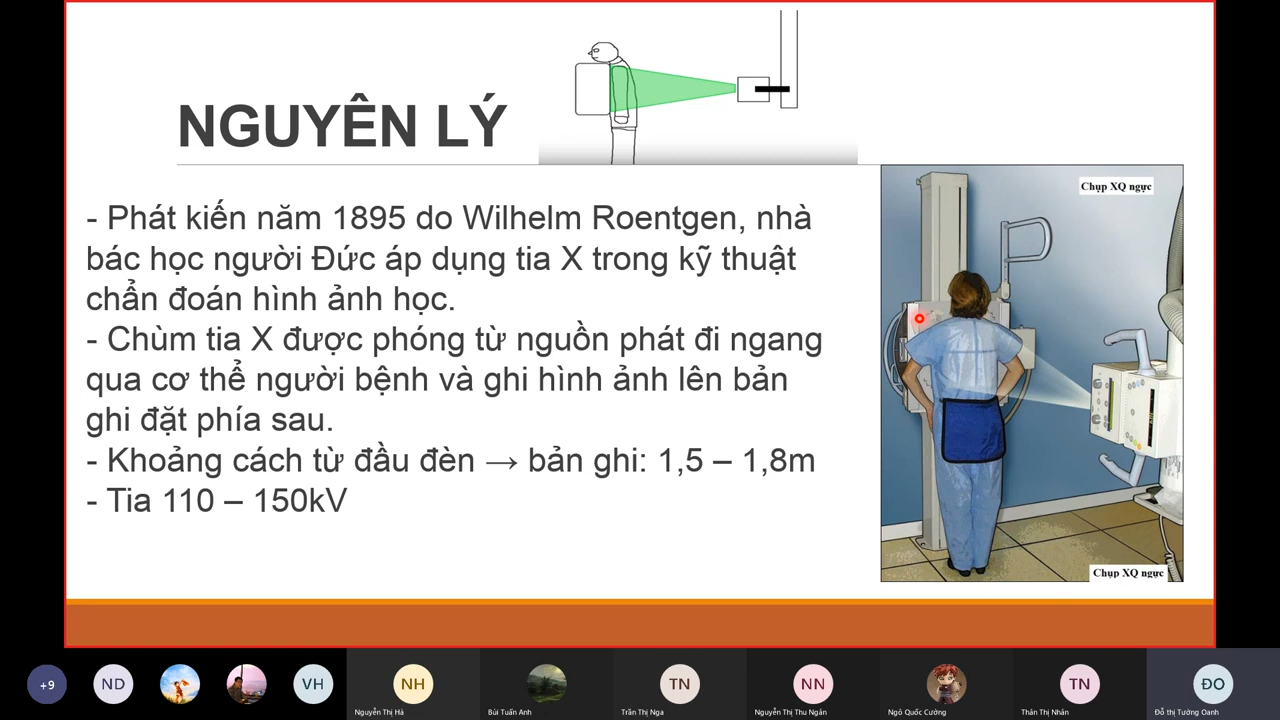 NGUYÊN LÝ
- Phát kiến năm 1895 do Wilhelm Roentgen, nhà
bác học người Đức áp dụng tia X trong kỹ thuật
chẩn đoán hình ảnh học.
- Chùm tia X được phóng từ nguồn phát đi ngang
qua cơ thể người bệnh và ghi hình ảnh lên bản
ghi đặt phía sau.
- Khoảng cách từ đầu đèn → bản ghi: 1,5 – 1,8m
- Tia 110 – 150kV
Chụp XQ ngực
Chụp XQ ngực
+9
ND
VH
NH
TN
NN
TN
ĐO
Nguyễn Thị Hà
Bùi Tuấn Anh
Trần Thị Nga
Nguyễn Thị Thu Ngân
Ngô Quốc Cường
Thân Thị Nhân
Đỗ thị Tường Oanh